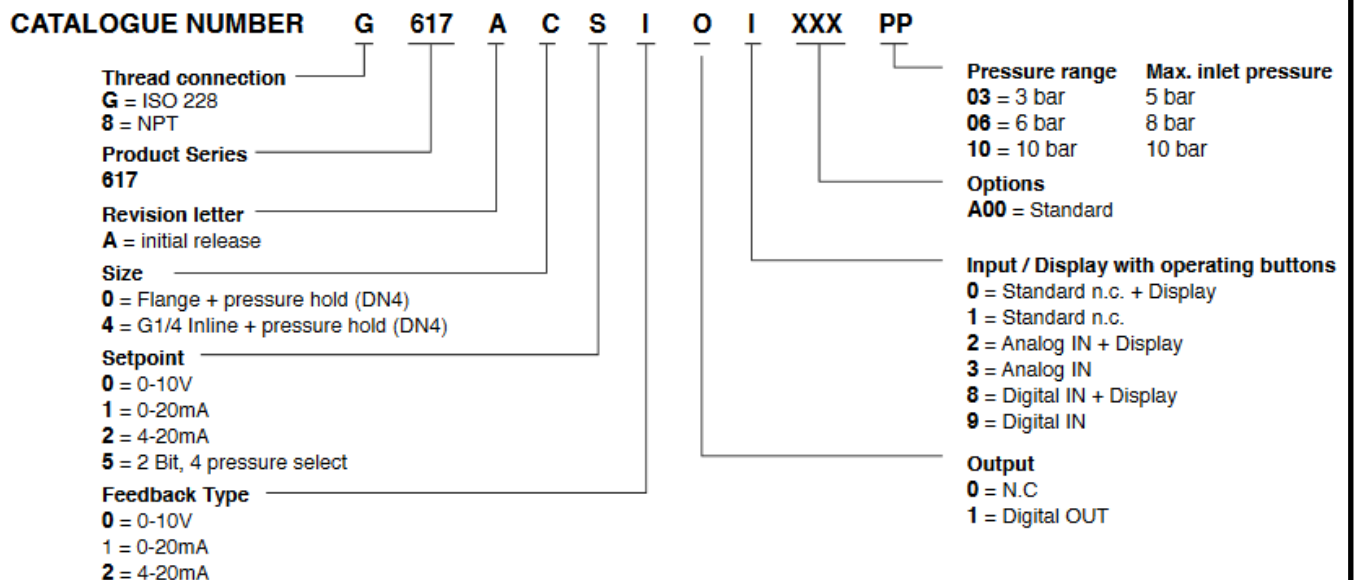 CATALOGUE NUMBER G 617 A C S I O I XXX PP
Thread connection
G = ISO 228
8 = NPT
Product Series
617
Revision letter
A = initial release
Size
0 = Flange + pressure hold (DN4)
4 = G1/4 Inline + pressure hold (DN4)
Setpoint
0 = 0-10V
1 = 0-20mA
2 = 4-20mA
5 = 2 Bit, 4 pressure select
Feedback Type
0 = 0-10V
1 = 0-20mA
2 = 4-20mA
Pressure range Max. inlet pressure
03 = 3 bar 5 bar
06 = 6 bar 8 bar
10 = 10 bar 10 bar
Options
A00 = Standard
Input / Display with operating buttons
0 = Standard n.c. + Display
1 = Standard n.c.
2 = Analog IN + Display
3 = Analog IN
8 = Digital IN + Display
9 = Digital IN
Output
0 = N.C
1 = Digital OUT